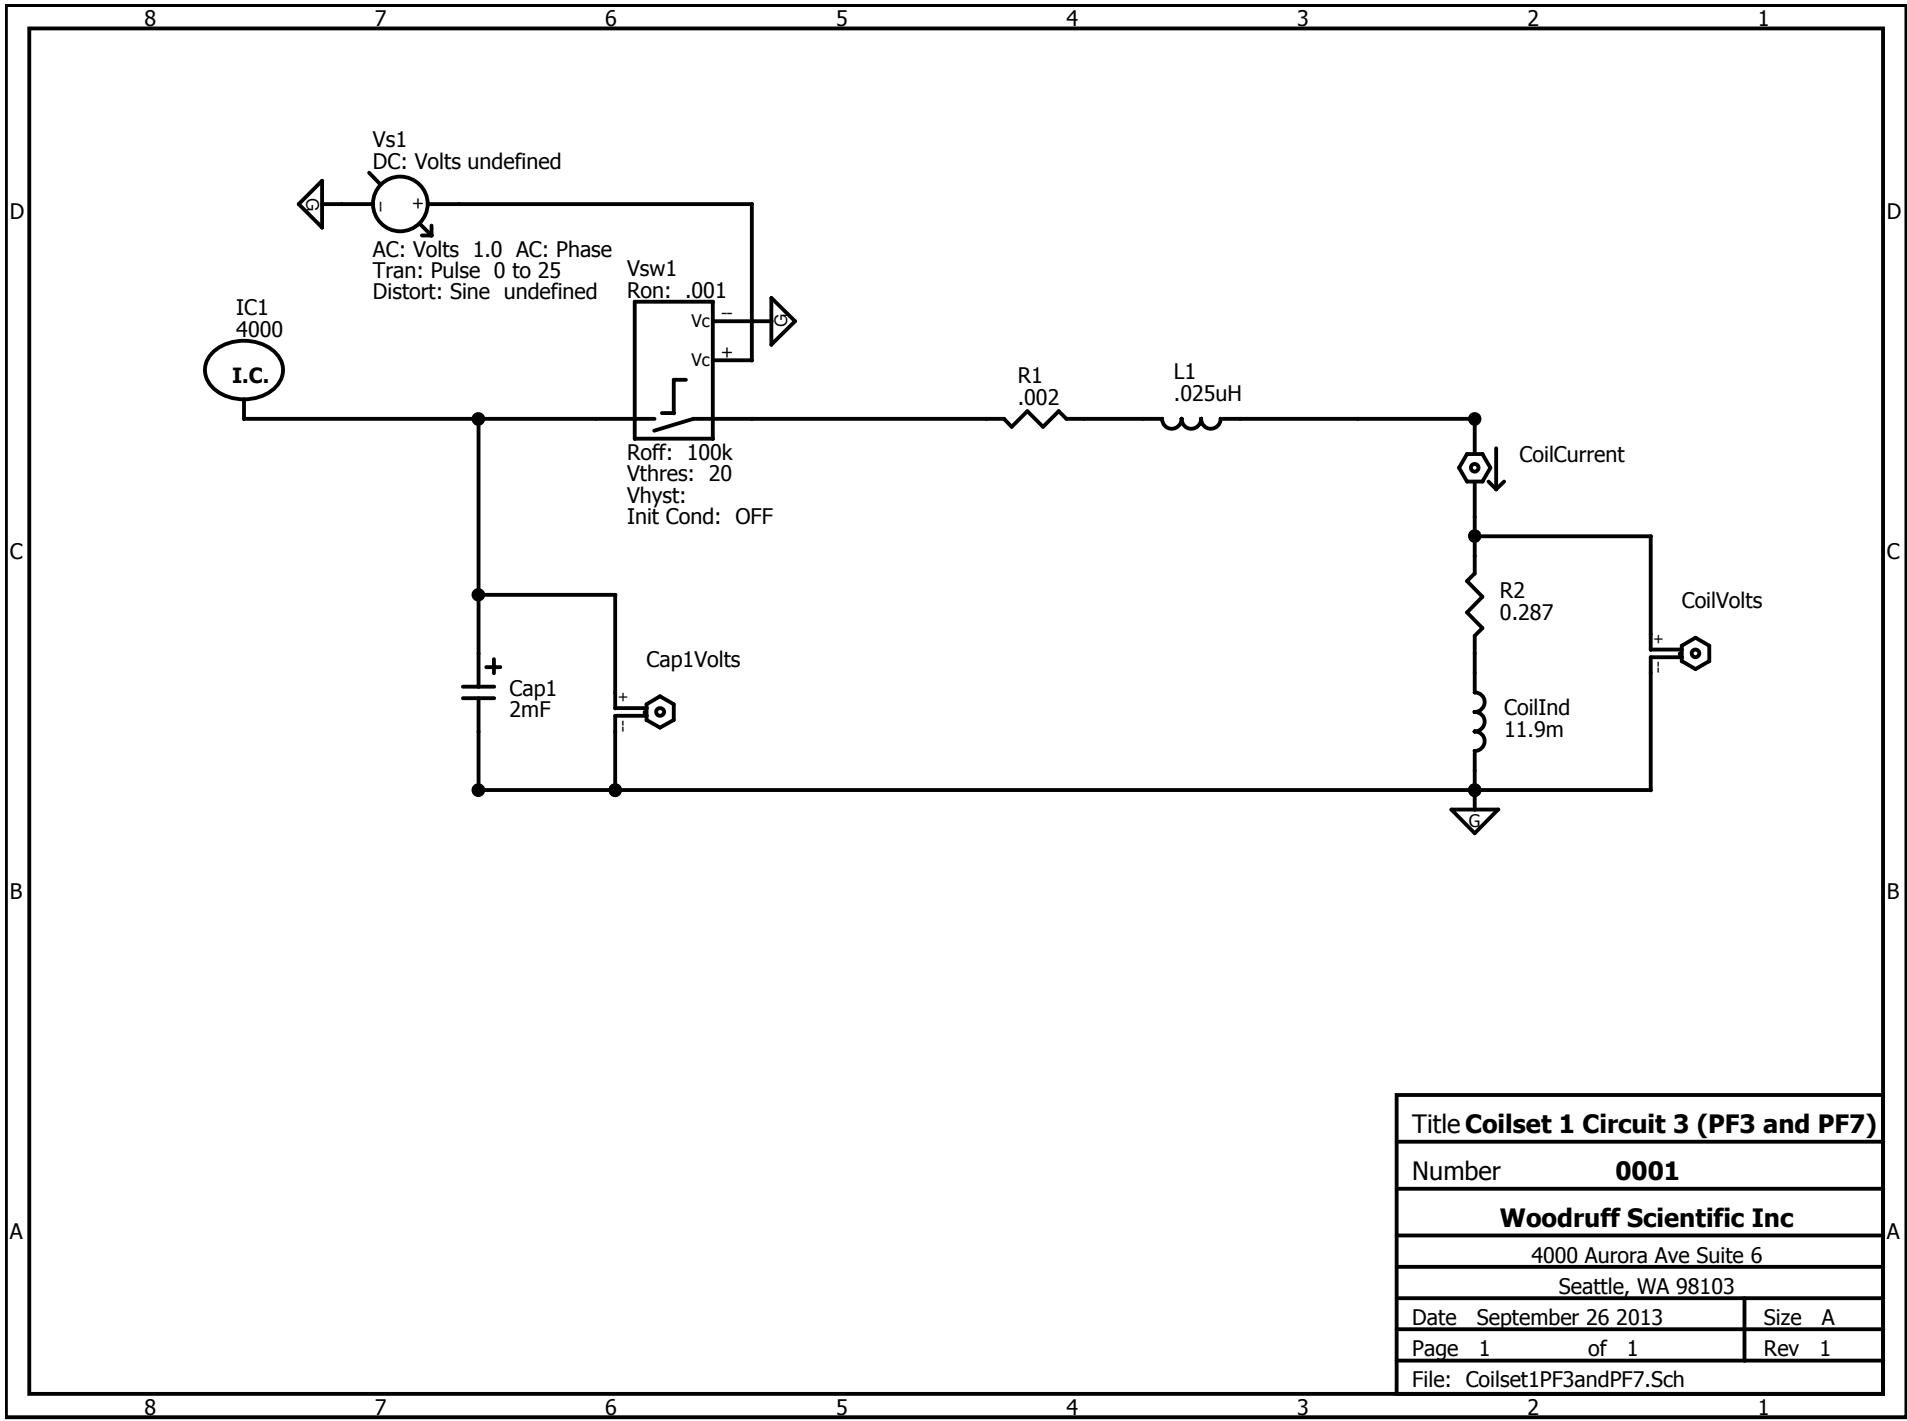 8 7 6 5 4 3 2 1
Vs1
DC: Volts undefined
D
G
- +
D
AC: Volts 1.0 AC: Phase
Tran: Pulse 0 to 25
Distort: Sine undefined
Vsw1
Ron: .001
IC1
4000
Vc --
G
Vc +
I.C.
R1
.002
L1
.025uH
Roff: 100k
Vthres: 20
Vhyst:
Init Cond: OFF
CoilCurrent
C
C
R2
0.287
CoilVolts
+
--
Cap1Volts
+
Cap1
2mF
+
--
CoilInd
11.9m
G
B
B
Title Coilset 1 Circuit 3 (PF3 and PF7)
Number 0001
Woodruff Scientific Inc
A
A
4000 Aurora Ave Suite 6
Seattle, WA 98103
Date September 26 2013 Size A
Page 1 of 1 Rev 1
File: Coilset1PF3andPF7.Sch
8 7 6 5 4 3 2 1